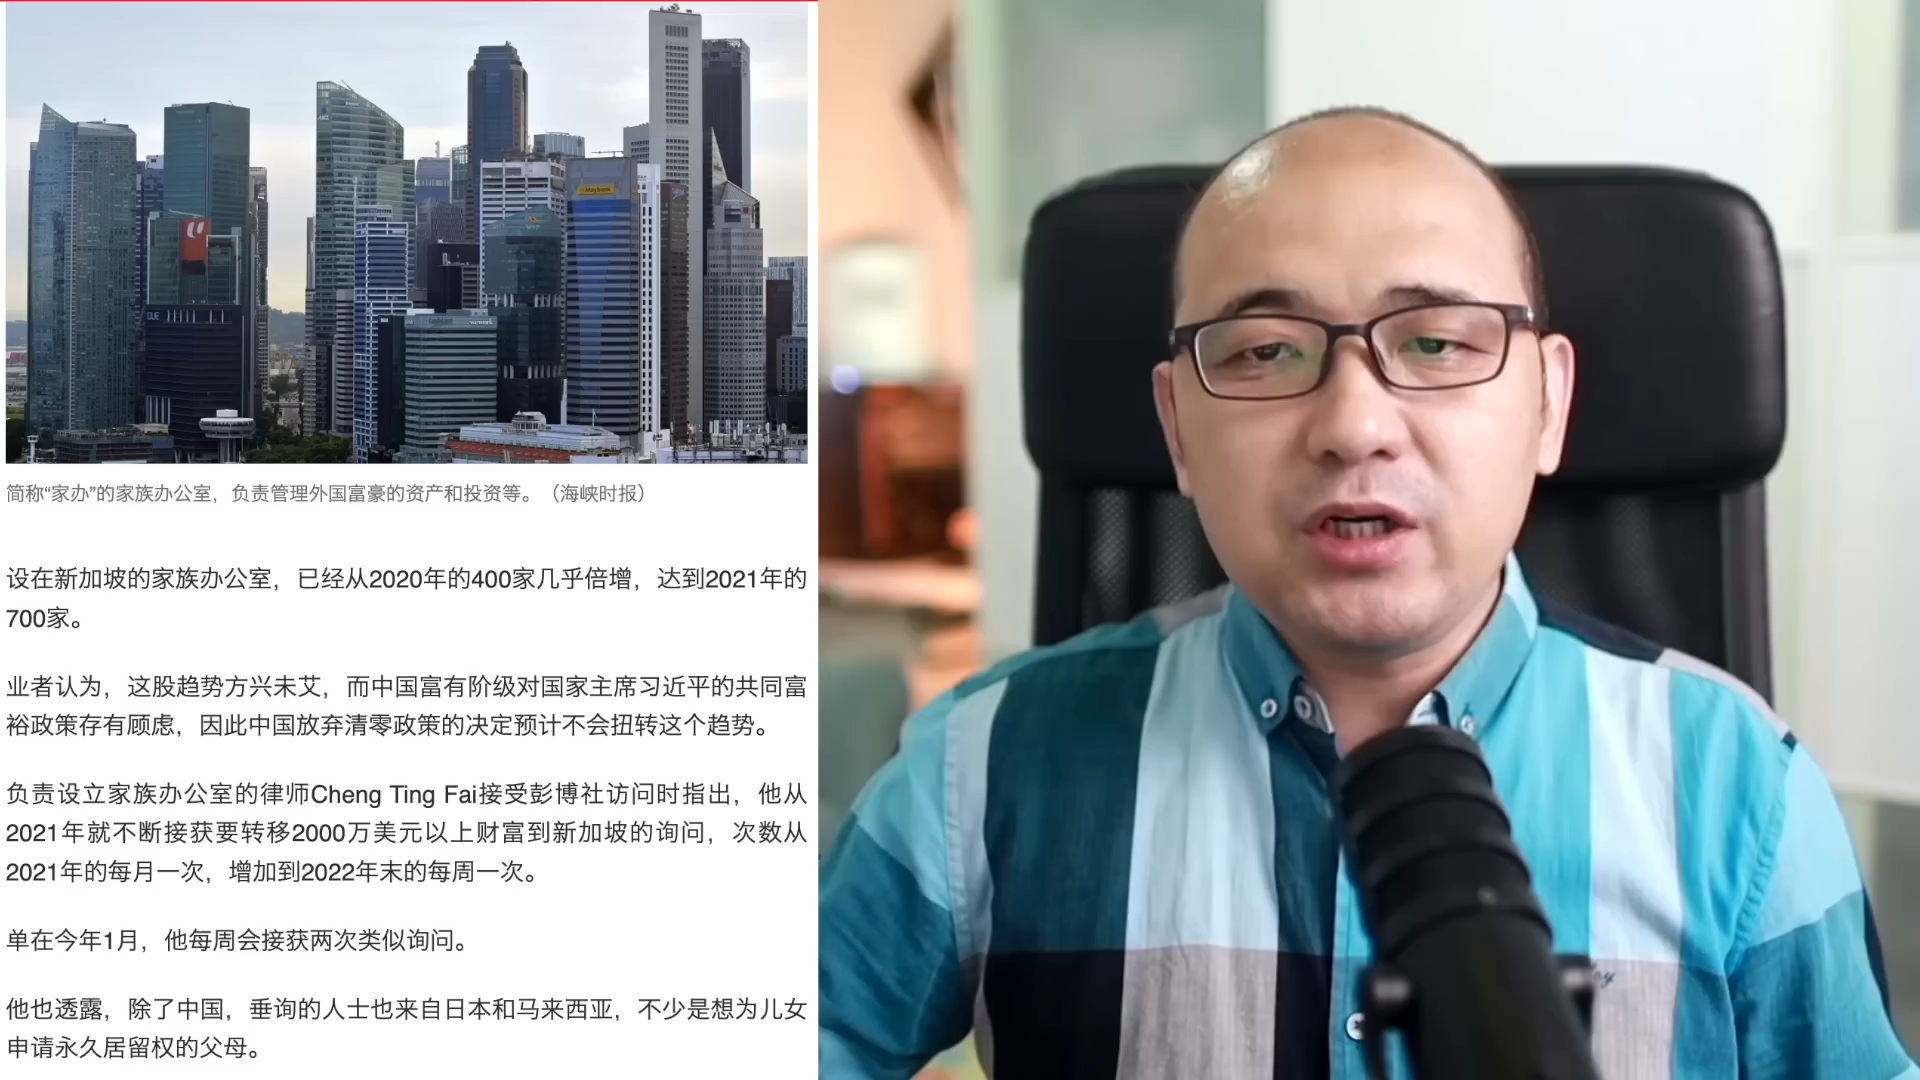 Maybank
UE
简称“家办”的家族办公室，负责管理外国富豪的资产和投资等。（海峡时报）
设在新加坡的家族办公室，已经从2020年的400家几乎倍增，达到2021年的
700家。
业者认为，这股趋势方兴未艾，而中国富有阶级对国家主席习近平的共同富
裕政策存有顾虑，因此中国放弃清零政策的决定预计不会扭转这个趋势。
负责设立家族办公室的律师Cheng Ting Fai接受彭博社访问时指出，他从
2021年就不断接获要转移2000万美元以上财富到新加坡的询问，次数从
2021年的每月一次，增加到2022年末的每周一次。
单在今年1月，他每周会接获两次类似询问。
他也透露，除了中国，垂询的人士也来自日本和马来西亚，不少是想为儿女
申请永久居留权的父母。